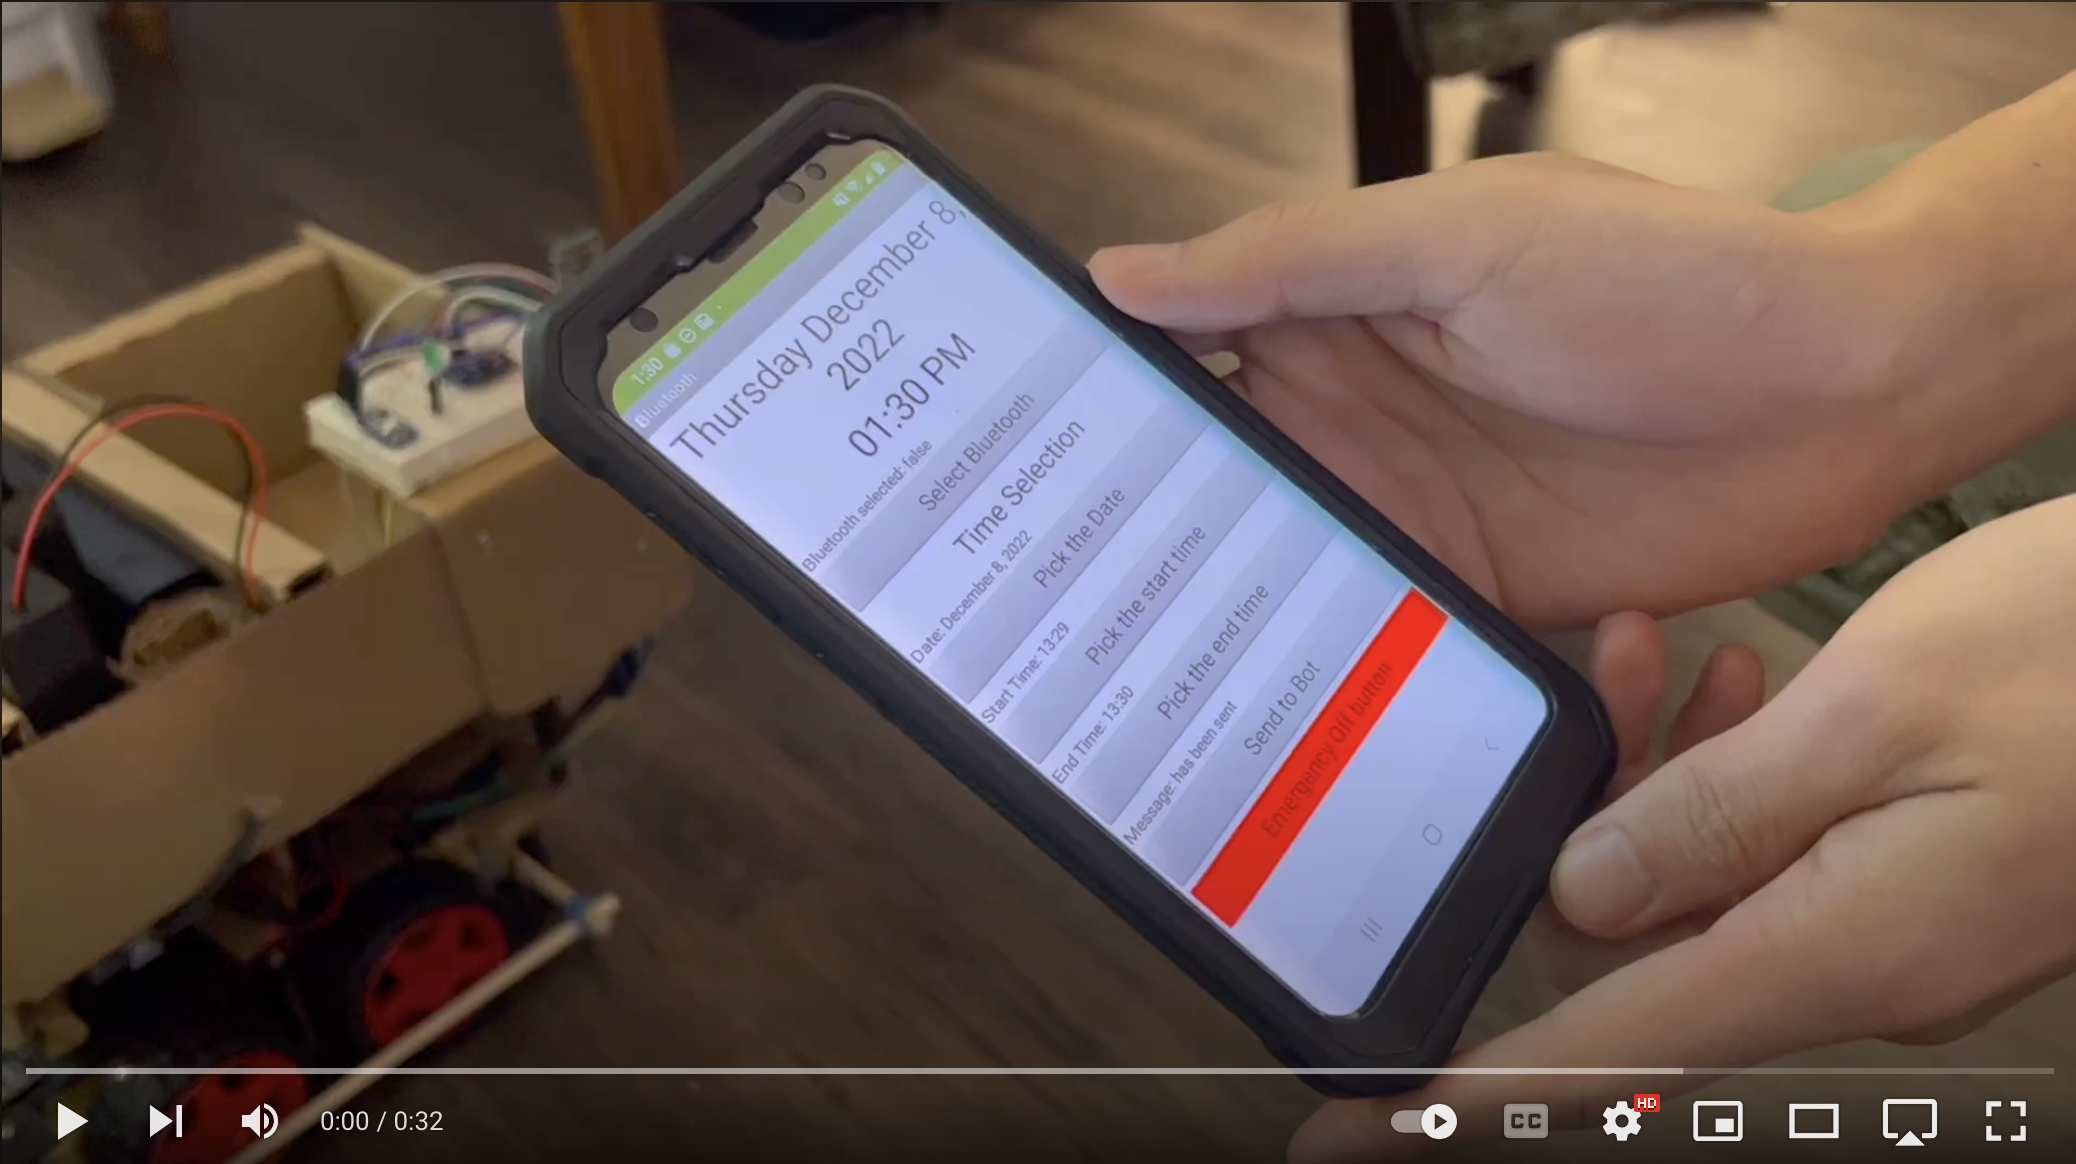 1:30
Bluetooth
Thursday December 8,
2022
01:30 PM
Bluetooth selected: false
Select Bluetooth
Time Selection
Date: December 8, 2022
Pick the Date
Pick the start time
Start Time: 13:29
Pick the end time
End Time: 13:30
Send to Bot
Message: has been sent
Emergency Off button
0:00 / 0:32
CC
HD